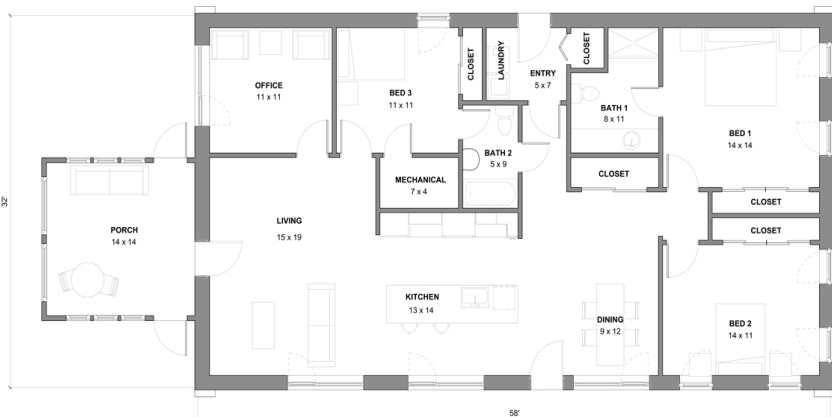 OFFICE
11 x 11
BED 3
11 x 11
CLOSET
LAUNDRY
ENTRY
5 x 7
CLOSET
BATH 1
8 x 11
BED 1
14 x 14
BATH 2
5 x 9
MECHANICAL
7 x 4
CLOSET
CLOSET
CLOSET
PORCH
14 x 14
LIVING
15 x 19
KITCHEN
13 x 14
DINING
9 x 12
BED 2
14 x 11
32'
58'